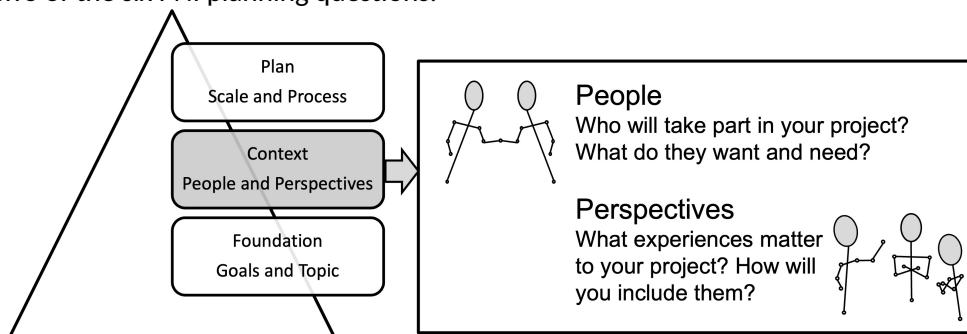 Plan
Scale and Process
Context
People and Perspectives
Foundation
Goals and Topic
People
Who will take part in your project?
What do they want and need?
Perspectives
What experiences matter
to your project? How will
you include them?